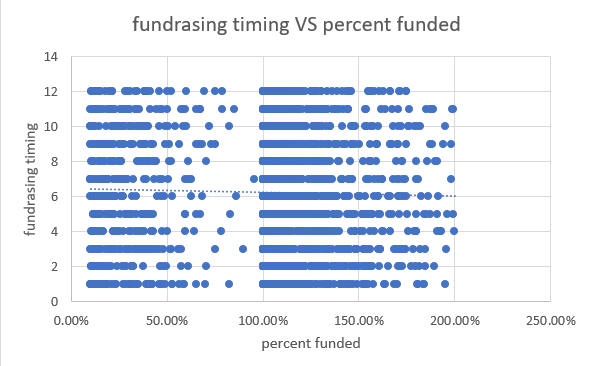 fundrasing timing VS percent funded
14
12
10
8
6
4
2
0
fundrasing timing
0.00% 50.00% 100.00% 150.00% 200.00% 250.00%
percent funded